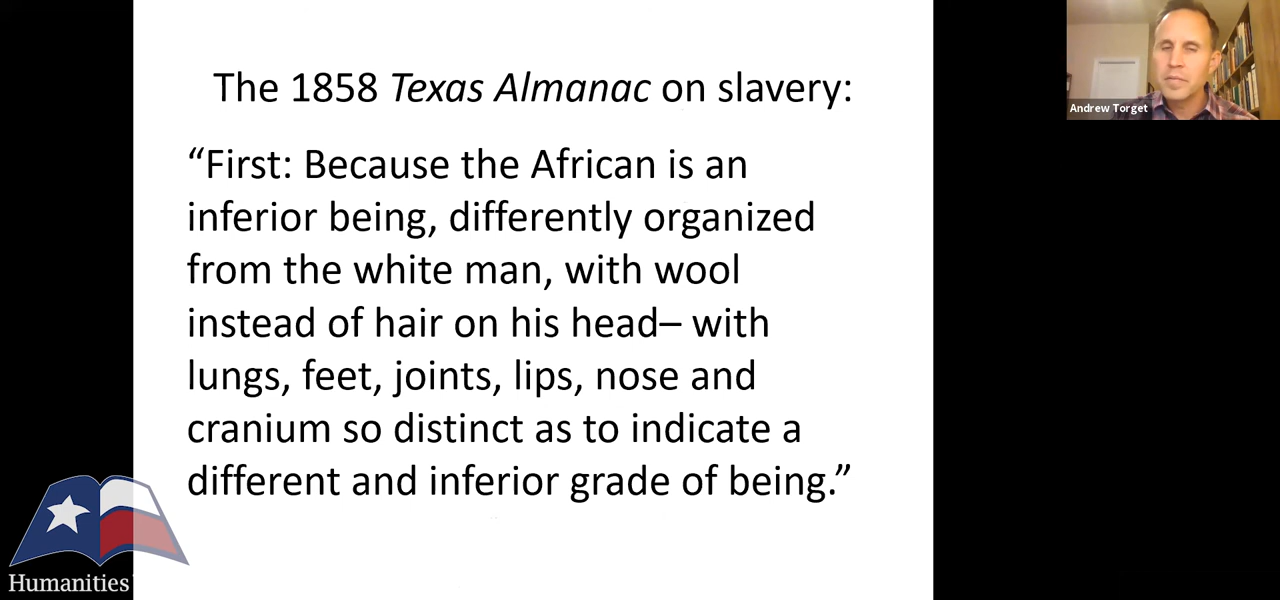 The 1858 Texas Almanac on slavery:
“First: Because the African is an
inferior being, differently organized
from the white man, with wool
instead of hair on his head– with
lungs, feet, joints, lips, nose and
cranium so distinct as to indicate a
different and inferior grade of being.”
Andrew Torget
Humanities